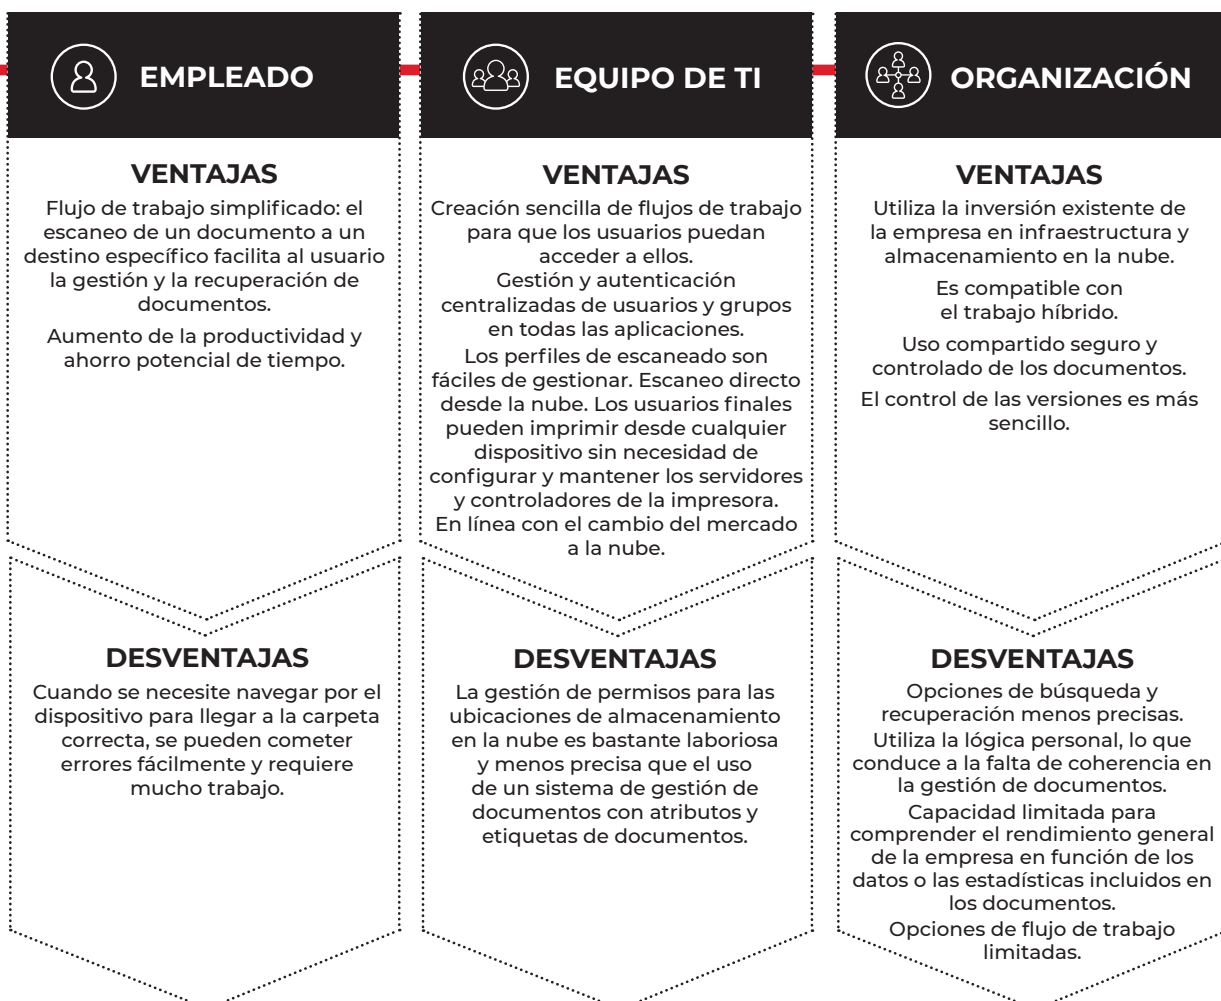 EMPLEADO
VENTAJAS
Flujo de trabajo simplificado: el
escaneo de un documento a un
destino específico facilita al usuario
la gestión y la recuperación de
documentos.
Aumento de la productividad y
ahorro potencial de tiempo.
DESVENTAJAS
Cuando se necesite navegar por el
dispositivo para llegar a la carpeta
correcta, se pueden cometer
errores fácilmente y requiere
mucho trabajo.
EQUIPO DE TI
VENTAJAS
Creación sencilla de flujos de trabajo
para que los usuarios puedan
acceder a ellos.
Gestión y autenticación
centralizadas de usuarios y grupos
en todas las aplicaciones.
Los perfiles de escaneado son
fáciles de gestionar. Escaneo directo
desde la nube. Los usuarios finales
pueden imprimir desde cualquier
dispositivo sin necesidad de
configurar y mantener los servidores
y controladores de la impresora.
En línea con el cambio del mercado
a la nube.
DESVENTAJAS
La gestión de permisos para las
ubicaciones de almacenamiento
en la nube es bastante laboriosa
y menos precisa que el uso
de un sistema de gestión de
documentos con atributos y
etiquetas de documentos.
ORGANIZACIÓN
VENTAJAS
Utiliza la inversión existente de
la empresa en infraestructura y
almacenamiento en la nube.
Es compatible con
el trabajo híbrido.
Uso compartido seguro y
controlado de los documentos.
El control de las versiones es más
sencillo.
DESVENTAJAS
Opciones de búsqueda y
recuperación menos precisas.
Utiliza la lógica personal, lo que
conduce a la falta de coherencia en
la gestión de documentos.
Capacidad limitada para
comprender el rendimiento general
de la empresa en función de los
datos o las estadísticas incluidos en
los documentos.
Opciones de flujo de trabajo
limitadas.